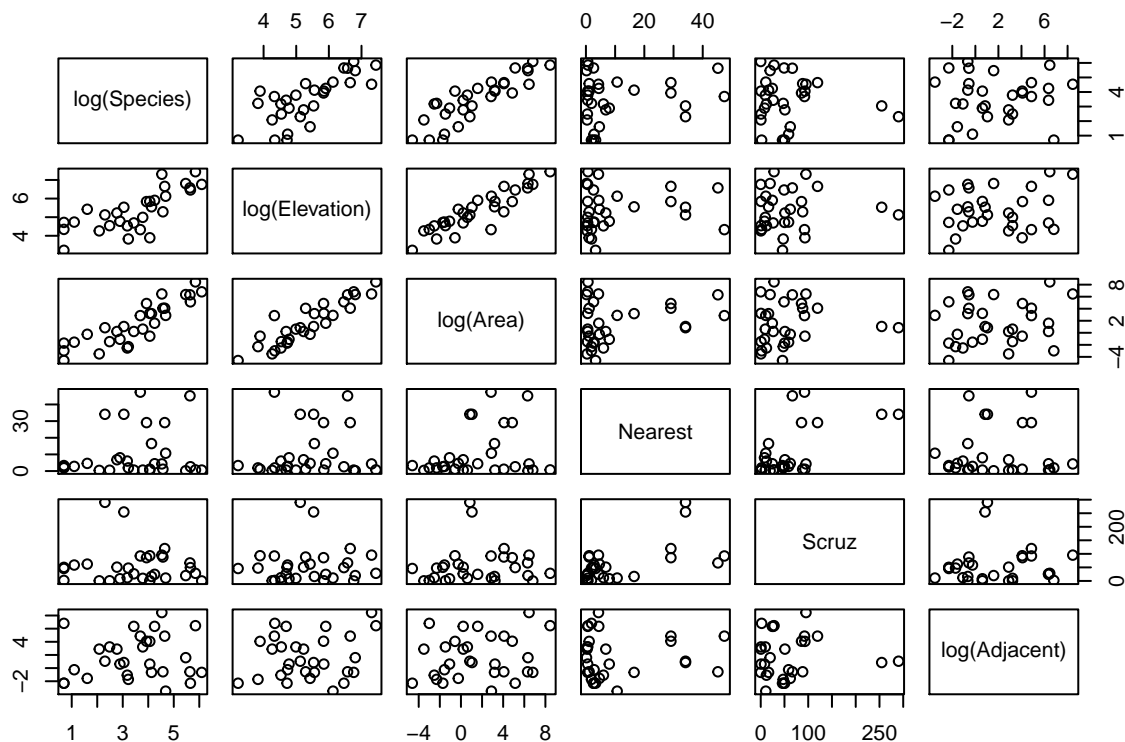 4 5 6 7
0 20 40
−2 2 6
log(Species)
1 4
4 6
log(Elevation)
log(Area)
−4 2 8
0 30
Nearest
Scruz
0 200
−2 4
log(Adjacent)
1 3 5
−4 0 4 8
0 100 250